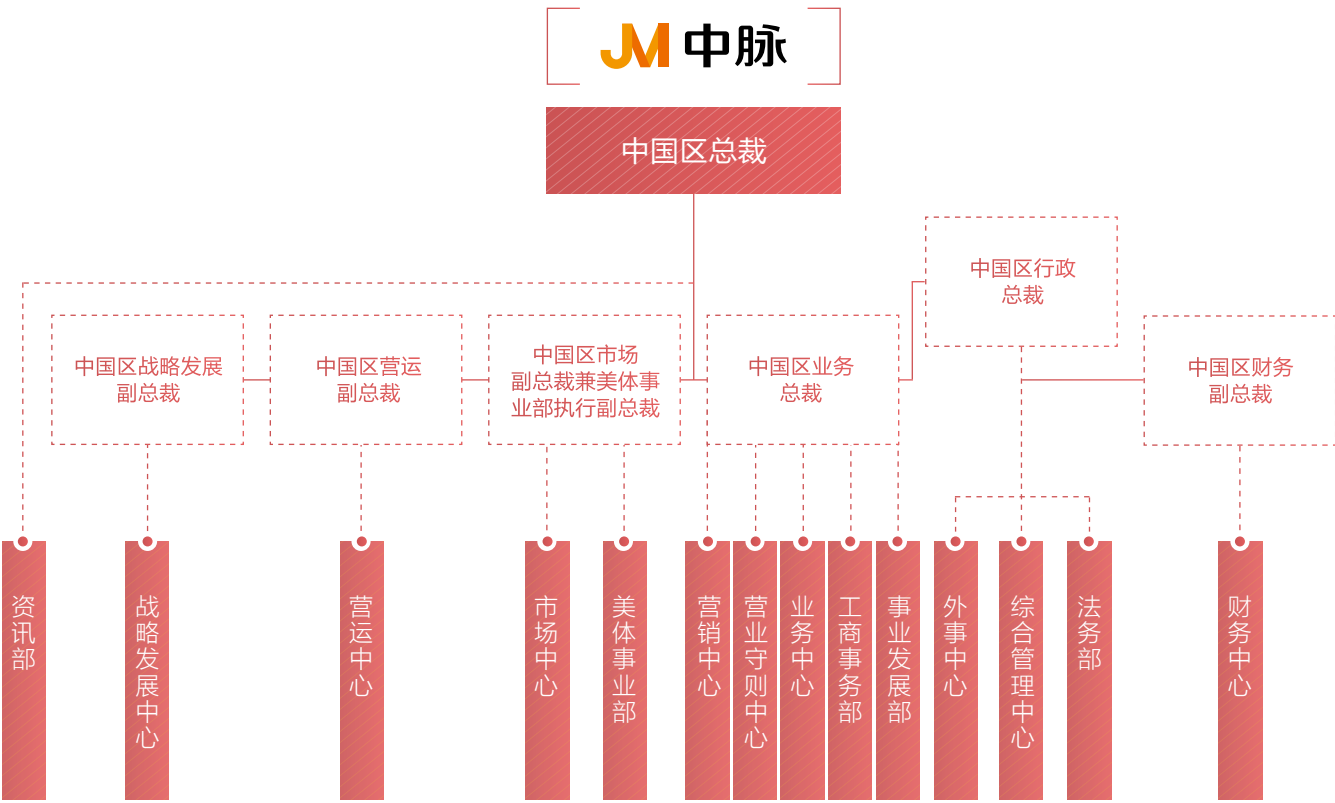 JM 中脉
中国区总裁
中国区行政
总裁
中国区战略发展
副总裁
中国区营运
副总裁
中国区市场
副总裁兼美体事
业部执行副总裁
中国区业务
总裁
中国区财务
副总裁
资讯部
战略发展中心
营运中心
市场中心
美体事业部
营销中心
营业守则中心
业务中心
工商事务部
事业发展部
外事中心
综合管理中心
法务部
财务中心